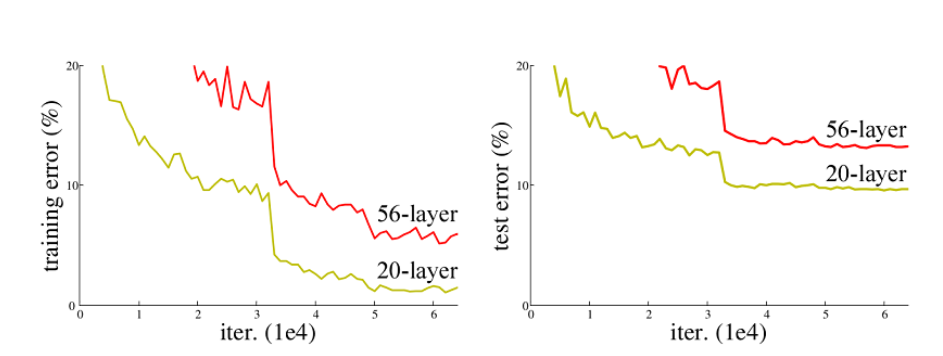 training error (%)
20
10
0
0 1 2 3 4 5 6
iter. (1e4)
56-layer
20-layer
test error (%)
20
10
0
0 1 2 3 4 5 6
iter. (1e4)
56-layer
20-layer